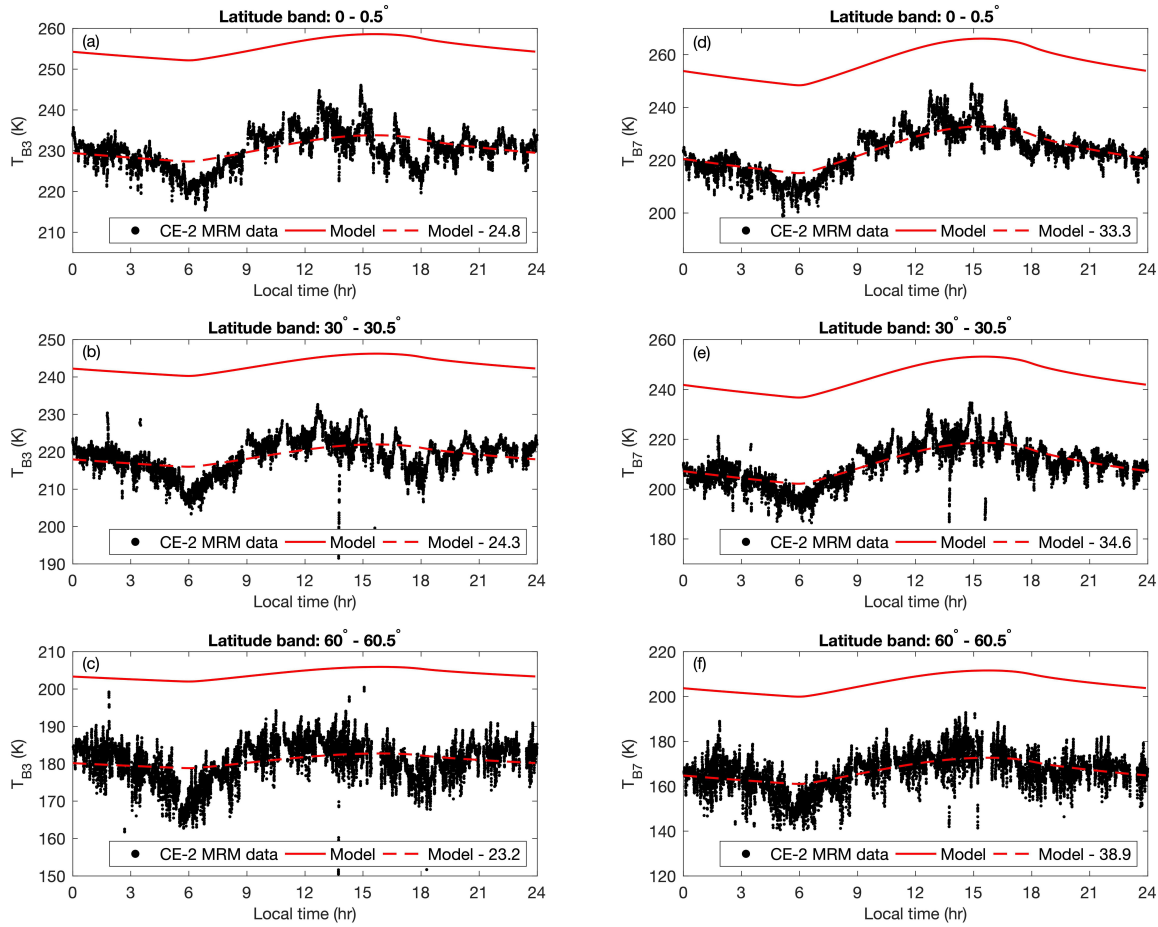 Latitude band: 0 - 0.5°
(a)
260
250
240
230
220
210
T_B3 (K)
CE-2 MRM data Model Model - 24.8
0 3 6 9 12 15 18 21 24
Local time (hr)
Latitude band: 0 - 0.5°
(d)
260
240
220
200
T_B7 (K)
CE-2 MRM data Model Model - 33.3
0 3 6 9 12 15 18 21 24
Local time (hr)
Latitude band: 30° - 30.5°
(b)
250
240
230
220
210
200
190
T_B3 (K)
CE-2 MRM data Model Model - 24.3
0 3 6 9 12 15 18 21 24
Local time (hr)
Latitude band: 30° - 30.5°
(e)
260
240
220
200
180
T_B7 (K)
CE-2 MRM data Model Model - 34.6
0 3 6 9 12 15 18 21 24
Local time (hr)
Latitude band: 60° - 60.5°
(c)
210
200
190
180
170
160
150
T_B3 (K)
CE-2 MRM data Model Model - 23.2
0 3 6 9 12 15 18 21 24
Local time (hr)
Latitude band: 60° - 60.5°
(f)
220
200
180
160
140
120
T_B7 (K)
CE-2 MRM data Model Model - 38.9
0 3 6 9 12 15 18 21 24
Local time (hr)